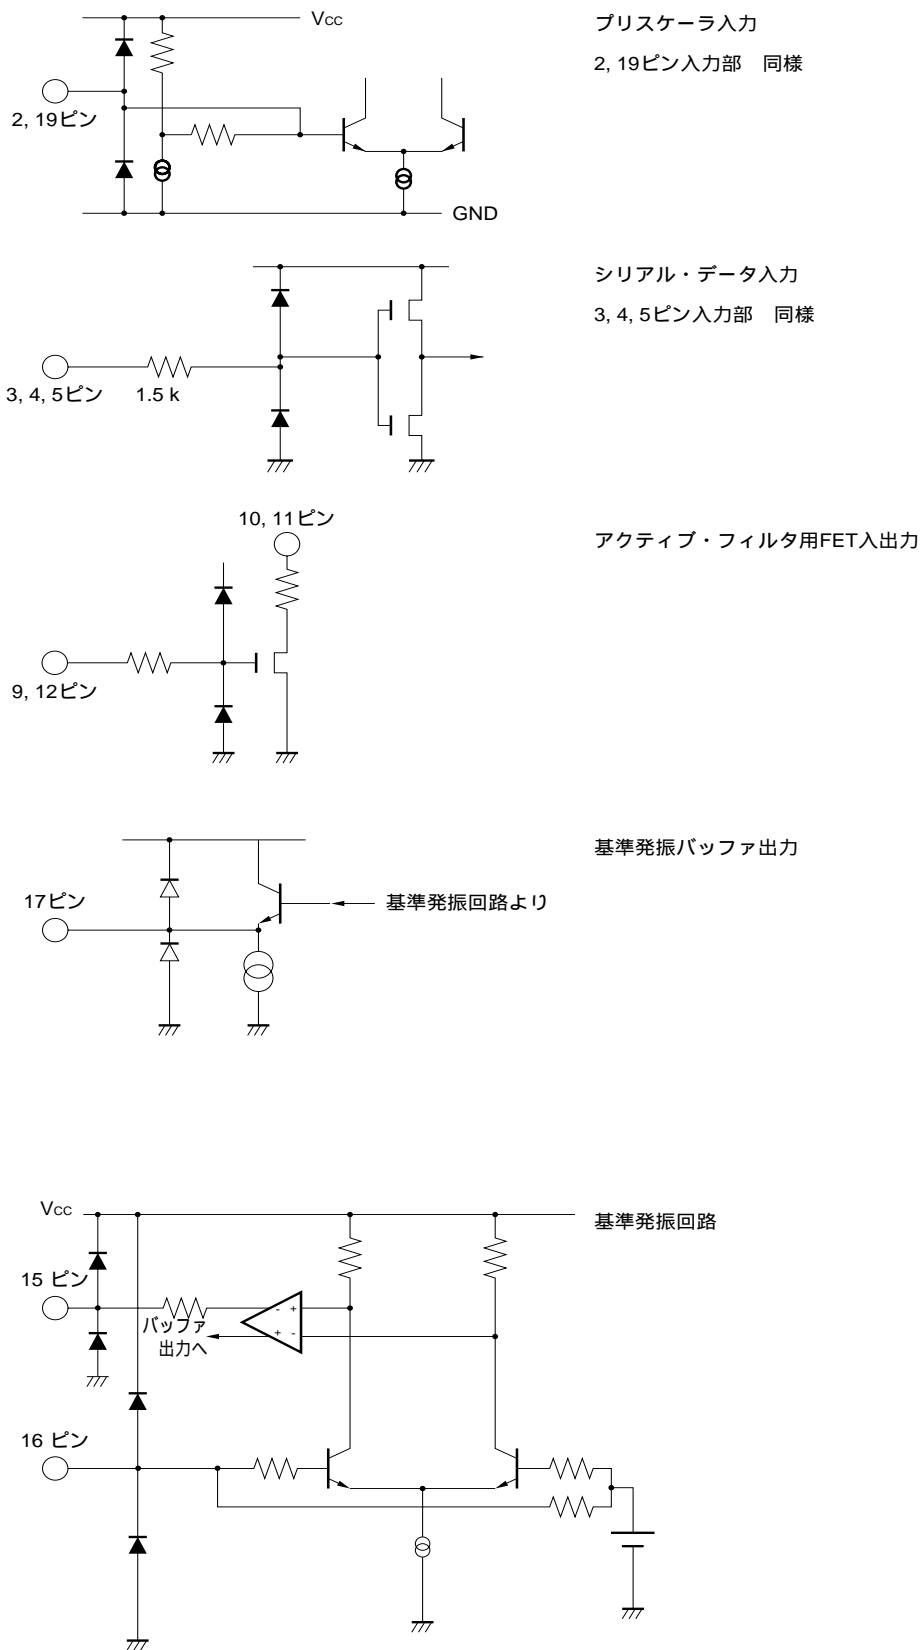 VCC
プリスケーラ入力
2, 19ピン入力部　同様
2, 19ピン
GND
シリアル・データ入力
3, 4, 5ピン入力部　同様
3, 4, 5ピン
1.5 k
10, 11ピン
アクティブ・フィルタ用FET入出力
9, 12ピン
基準発振バッファ出力
17ピン
基準発振回路より
VCC
基準発振回路
15 ピン
- +
バッファ
+ -
出力へ
16 ピン